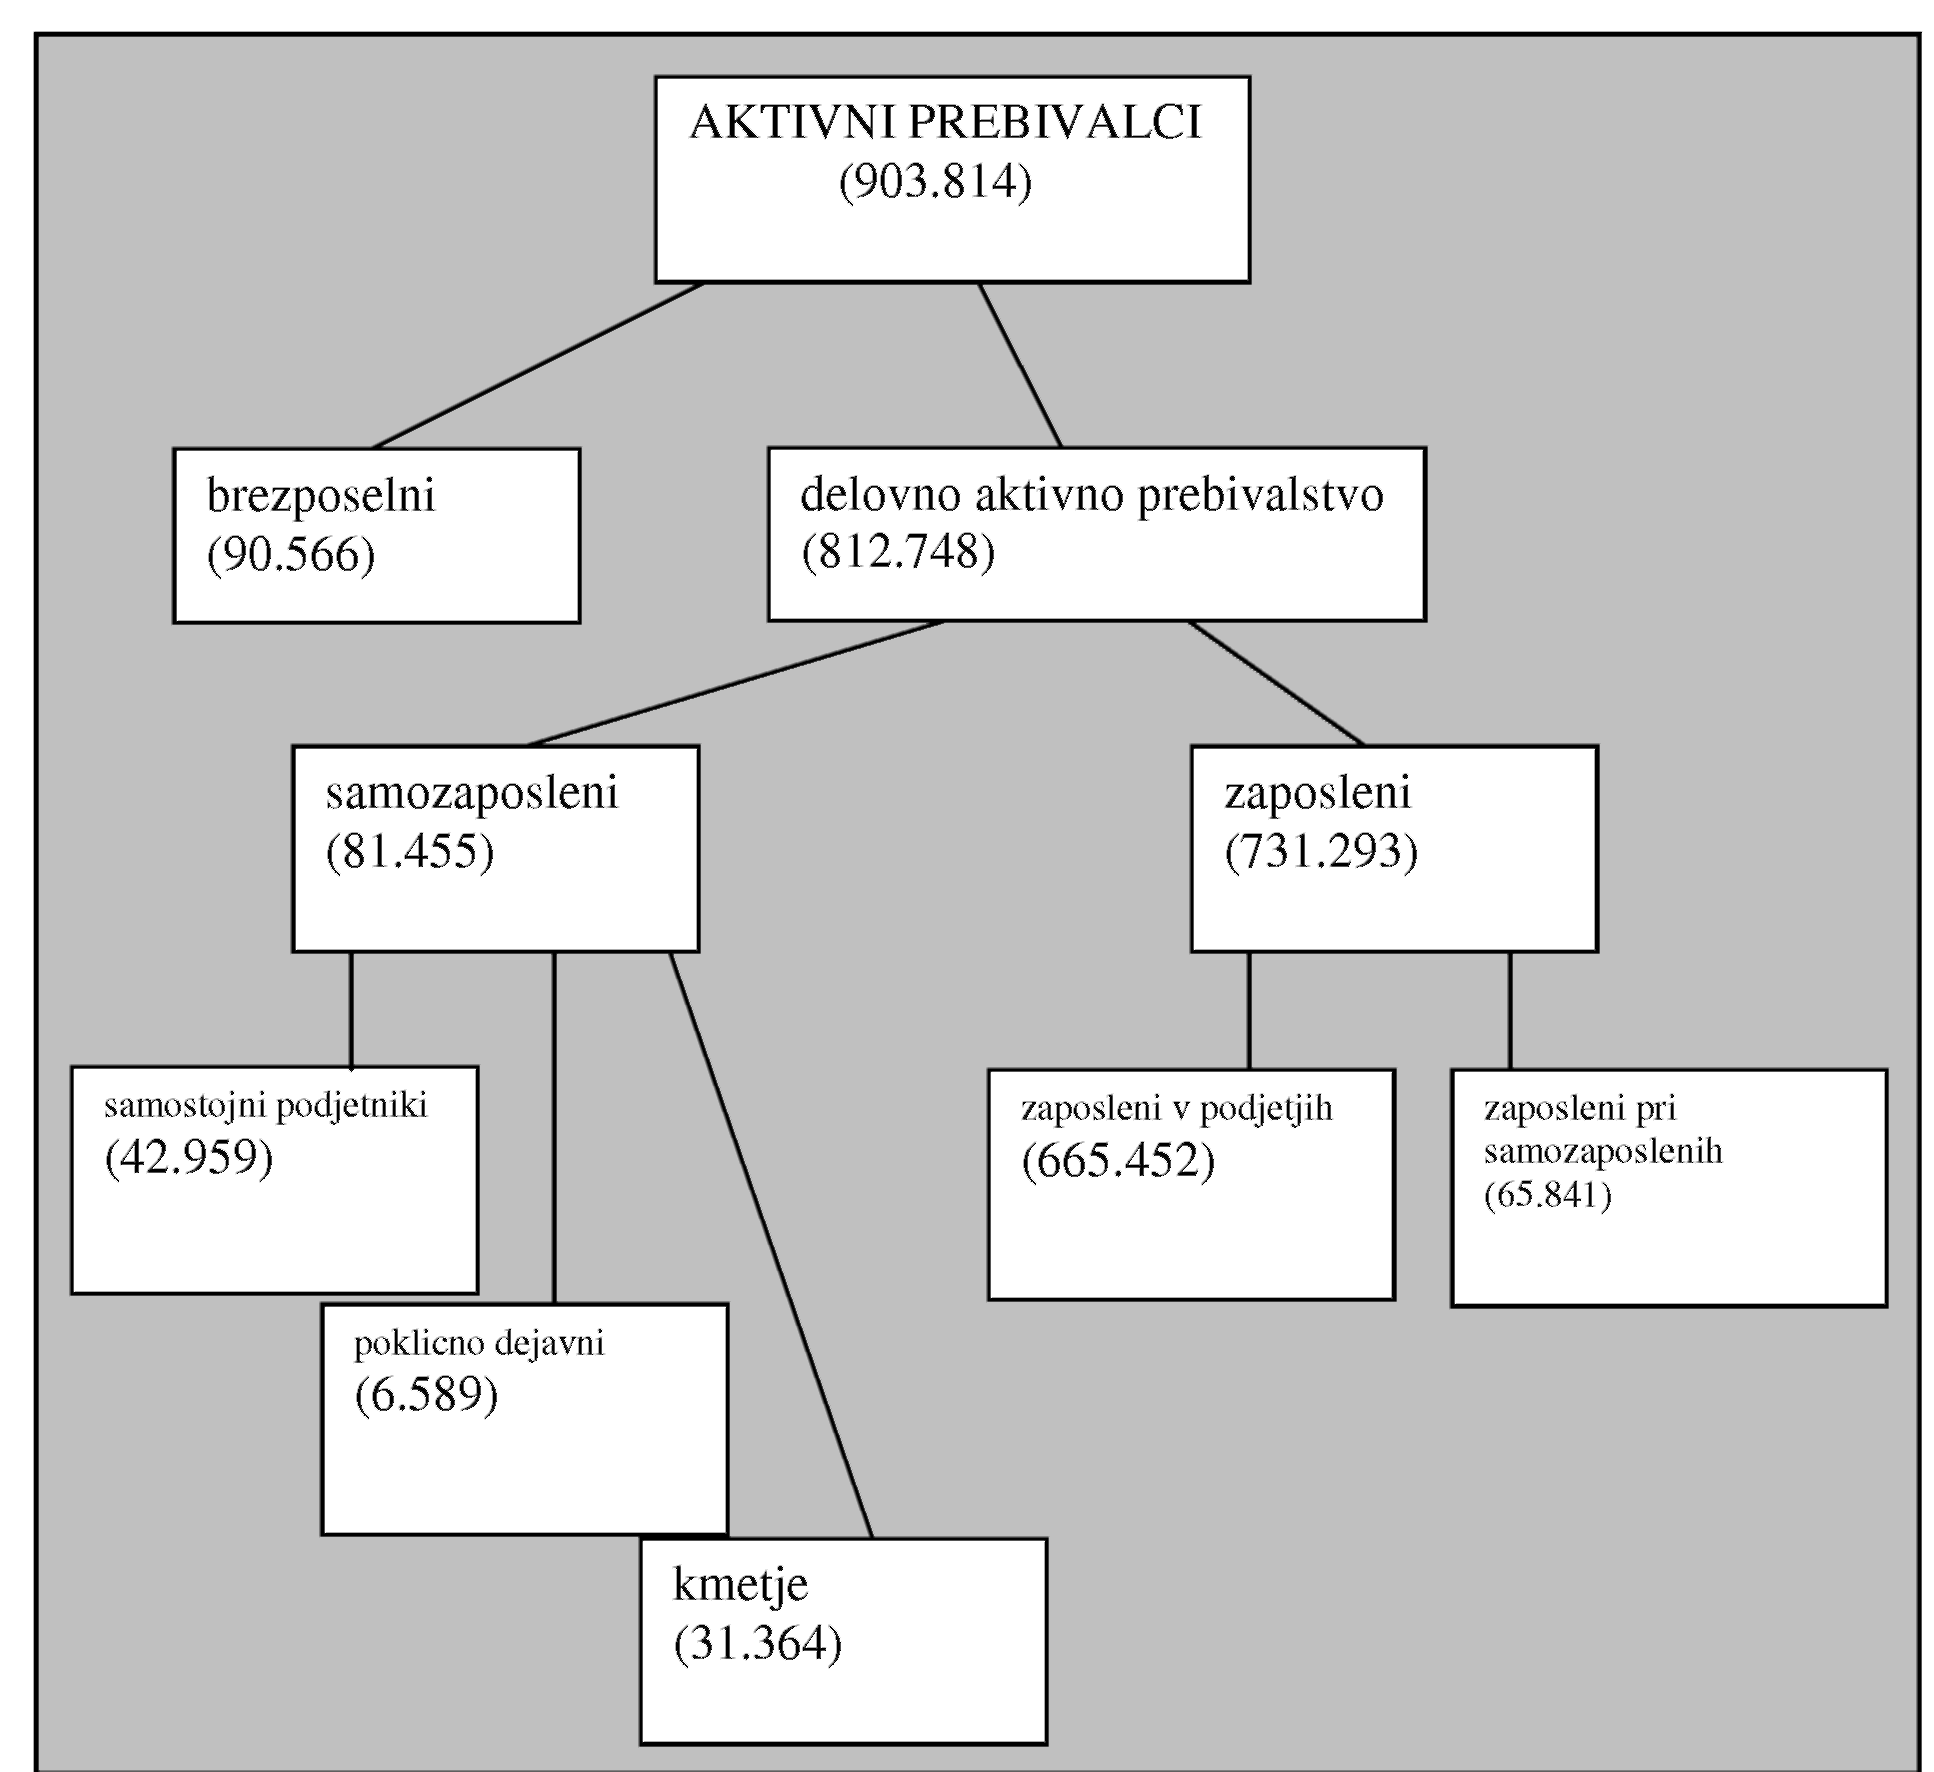 AKTIVNI PREBIVALCI
(903.814)
brezposelni
(90.566)
delovno aktivno prebivalstvo
(812.748)
samozaposleni
(81.455)
zaposleni
(731.293)
samostojni podjetniki
(42.959)
zaposleni v podjetjih
(665.452)
zaposleni pri
samozaposlenih
(65.841)
poklicno dejavni
(6.589)
kmetje
(31.364)